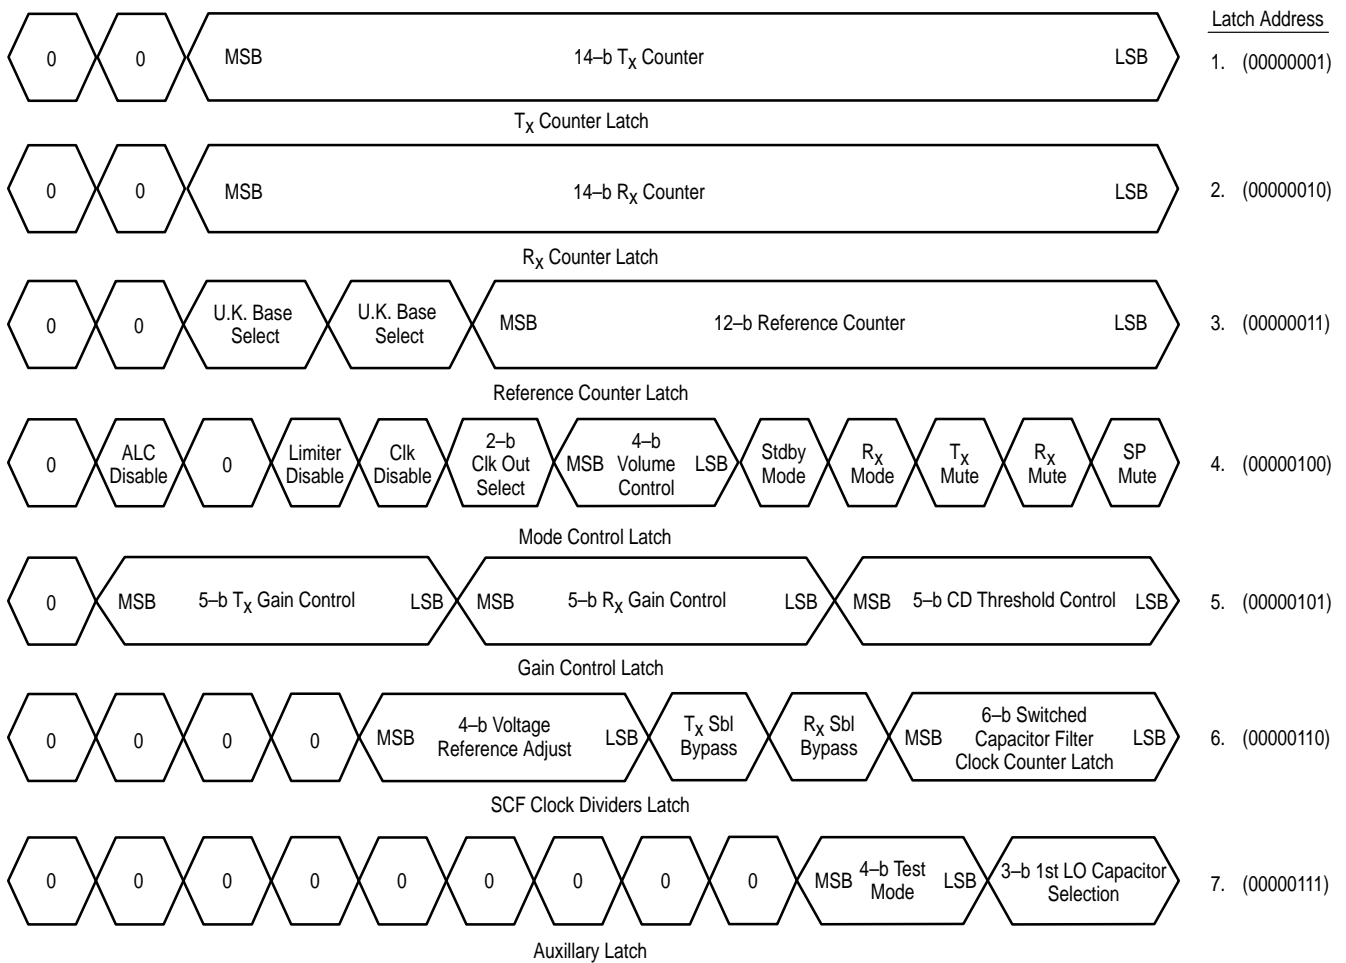 Latch Address
0 0 MSB 14–b TX Counter LSB 1. (00000001)
TX Counter Latch
0 0 MSB 14–b RX Counter LSB 2. (00000010)
RX Counter Latch
0 0 U.K. Base Select U.K. Base Select MSB 12–b Reference Counter LSB 3. (00000011)
Reference Counter Latch
0 ALC Disable 0 Limiter Disable Clk Disable 2–b Clk Out Select MSB 4–b Volume Control LSB Stdby Mode RX Mode TX Mute RX Mute SP Mute 4. (00000100)
Mode Control Latch
0 MSB 5–b TX Gain Control LSB MSB 5–b RX Gain Control LSB MSB 5–b CD Threshold Control LSB 5. (00000101)
Gain Control Latch
0 0 0 0 MSB 4–b Voltage Reference Adjust LSB TX Sbl Bypass RX Sbl Bypass MSB 6–b Switched Capacitor Filter Clock Counter Latch LSB 6. (00000110)
SCF Clock Dividers Latch
0 0 0 0 0 0 0 0 0 MSB 4–b Test Mode LSB 3–b 1st LO Capacitor Selection 7. (00000111)
Auxillary Latch